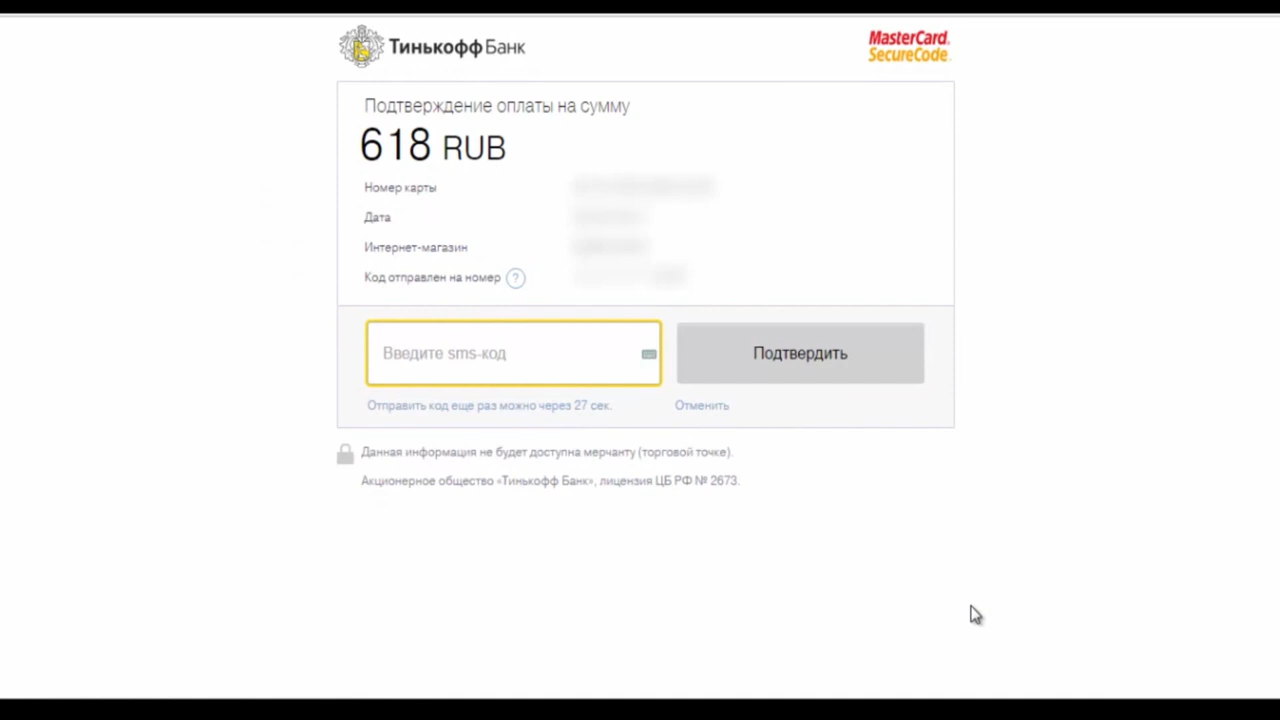 Тинькофф Банк
MasterCard.
SecureCode.
Подтверждение оплаты на сумму
618 RUB
Номер карты
Дата
Интернет-магазин
Код отправлен на номер ?
Введите sms-код
Подтвердить
Отправить код еще раз можно через 27 сек.
Отменить
Данная информация не будет доступна мерчанту (торговой точке).
Акционерное общество «Тинькофф Банк», лицензия ЦБ РФ № 2673.